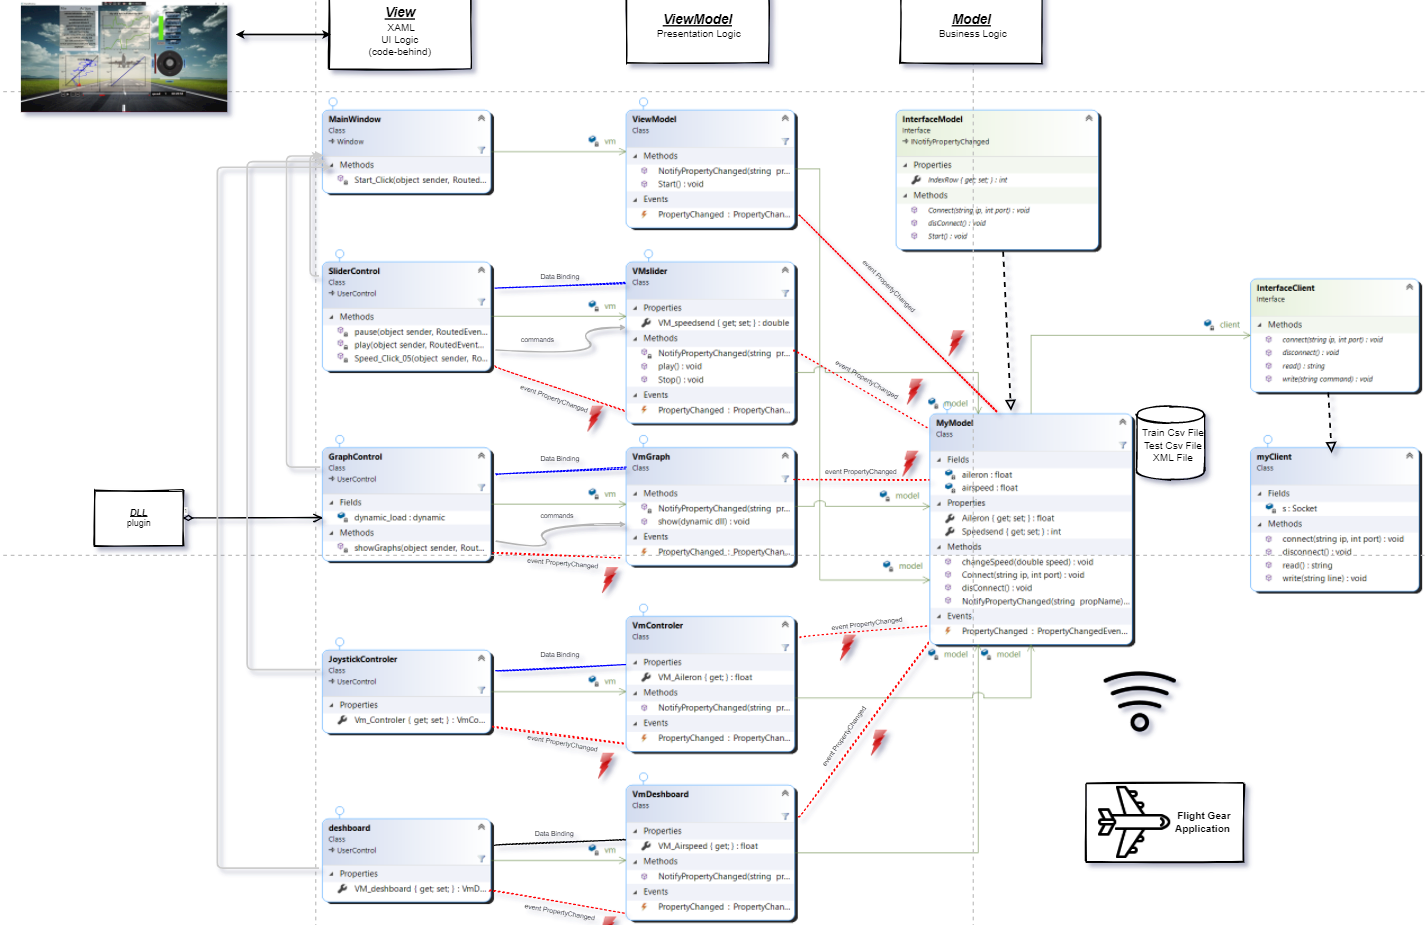 View
XAML
UI Logic
(code-behind)
ViewModel
Presentation Logic
Model
Business Logic
MainWindow
Class
Window
Methods
Start_Click(object sender, Routed...
vm
ViewModel
Class
Methods
NotifyPropertyChanged(string pr...
Start() : void
Events
PropertyChanged : PropertyChan...
InterfaceModel
Interface
INotifyPropertyChanged
Properties
IndexRow { get; set; } : int
Methods
Connect(string ip, int port) : void
disConnect() : void
Start() : void
event PropertyChanged
SliderControl
Class
UserControl
Methods
pause(object sender, RoutedEven...
play(object sender, RoutedEvent...
Speed_Click_05(object sender, Ro...
Data Binding
vm
commands
event PropertyChanged
VMslider
Class
Properties
VM_speedsend { get; set; } : double
Methods
NotifyPropertyChanged(string pr...
play() : void
Stop() : void
Events
PropertyChanged : PropertyChan...
event PropertyChanged
InterfaceClient
Interface
Methods
connect(string ip, int port) : void
disconnect() : void
read() : string
write(string command) : void
client
model
MyModel
Class
Fields
aileron : float
airspeed : float
Properties
Aileron { get; set; } : float
Speedsend { get; set; } : int
Methods
changeSpeed(double speed) : void
Connect(string ip, int port) : void
disConnect() : void
NotifyPropertyChanged(string propName)...
Events
PropertyChanged : PropertyChangedEven...
Train Csv File
Test Csv File
XML File
myClient
Class
Fields
s : Socket
Methods
connect(string ip, int port) : void
disconnect() : void
read() : string
write(string line) : void
DLL
plugin
GraphControl
Class
UserControl
Fields
dynamic_load : dynamic
Methods
showGraphs(object sender, Rout...
Data Binding
vm
commands
event PropertyChanged
VmGraph
Class
Methods
NotifyPropertyChanged(string pr...
show(dynamic dll) : void
Events
PropertyChanged : PropertyChan...
event PropertyChanged
model
model
JoystickControler
Class
UserControl
Properties
Vm_Controler { get; set; } : VmCo...
Data Binding
vm
event PropertyChanged
VmControler
Class
Properties
VM_Aileron { get; } : float
Methods
NotifyPropertyChanged(string pr...
Events
PropertyChanged : PropertyChan...
event PropertyChanged
model
model
deshboard
Class
UserControl
Properties
VM_deshboard { get; set; } : VmD...
Data Binding
vm
event PropertyChanged
VmDeshboard
Class
Properties
VM_Airspeed { get; } : float
Methods
NotifyPropertyChanged(string pr...
Events
PropertyChanged : PropertyChan...
event PropertyChanged
Flight Gear
Application